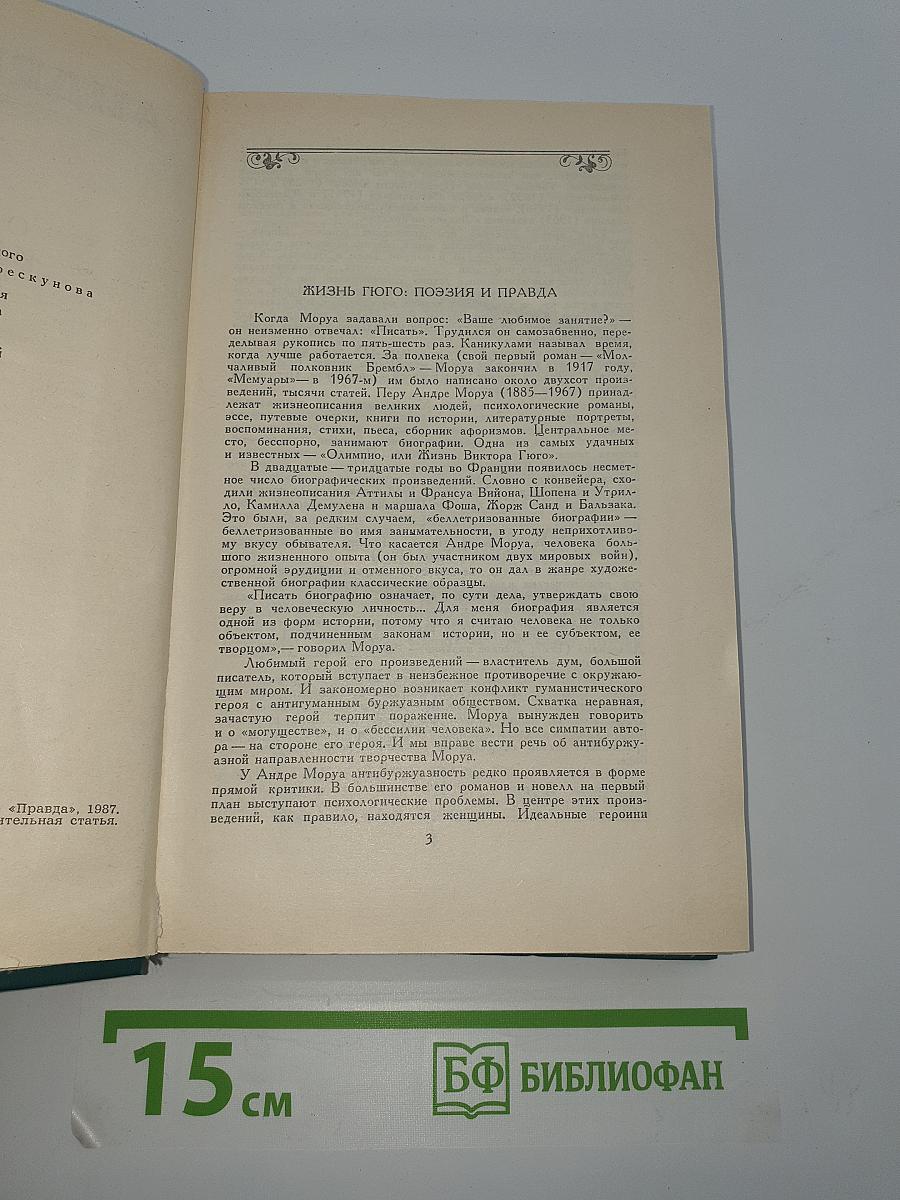 ого
рескунова
я
й
«Правда», 1987.
ительная статья.
ЖИЗНЬ ГЮГО: ПОЭЗИЯ И ПРАВДА
Когда Моруа задавали вопрос: «Ваше любимое занятие?» —
он неизменно отвечал: «Писать». Трудился он самозабвенно, пере-
делывая рукопись по пять-шесть раз. Каникулами называл время,
когда лучше работается. За полвека (свой первый роман — «Мол-
чаливый полковник Брембл» — Моруа закончил в 1917 году,
«Мемуары»— в 1967-м) им было написано около двухсот произ-
ведений, тысячи статей. Перу Андре Моруа (1885—1967) принад-
лежат жизнеописания великих людей, психологические романы,
эссе, путевые очерки, книги по истории, литературные портреты,
воспоминания, стихи, пьеса, сборник афоризмов. Центральное ме-
сто, бесспорно, занимают биографии. Одна из самых удачных
и известных — «Олимпио, или Жизнь Виктора Гюго».
В двадцатые — тридцатые годы во Франции появилось несмет-
ное число биографических произведений. Словно с конвейера, схо-
дили жизнеописания Аттилы и Франсуа Вийона, Шопена и Утрил-
ло, Камилла Демулена и маршала Фоша, Жорж Санд и Бальзака.
Это были, за редким случаем, «беллетризованные биографии» —
беллетризованные во имя занимательности, в угоду неприхотливо-
му вкусу обывателя. Что касается Андре Моруа, человека боль-
шого жизненного опыта (он был участником двух мировых войн),
огромной эрудиции и отменного вкуса, то он дал в жанре художе-
ственной биографии классические образцы.
«Писать биографию означает, по сути дела, утверждать свою
веру в человеческую личность... Для меня биография является
одной из форм истории, потому что я считаю человека не только
объектом, подчиненным законам истории, но и ее субъектом, ее
творцом»,— говорил Моруа.
Любимый герой его произведений — властитель дум, большой
писатель, который вступает в неизбежное противоречие с окружаю-
щим миром. И закономерно возникает конфликт гуманистического
героя с антигуманным буржуазным обществом. Схватка неравная,
зачастую герой терпит поражение. Моруа вынужден говорить
и о «могуществе», и о «бессилии человека». Но все симпатии авто-
ра — на стороне его героя. И мы вправе вести речь об антибуржу-
азной направленности творчества Моруа.
У Андре Моруа антибуржуазность редко проявляется в форме
прямой критики. В большинстве его романов и новелл на первый
план выступают психологические проблемы. В центре этих произ-
ведений, как правило, находятся женщины. Идеальные героини
3
15 см
БФ БИБЛИОФАН